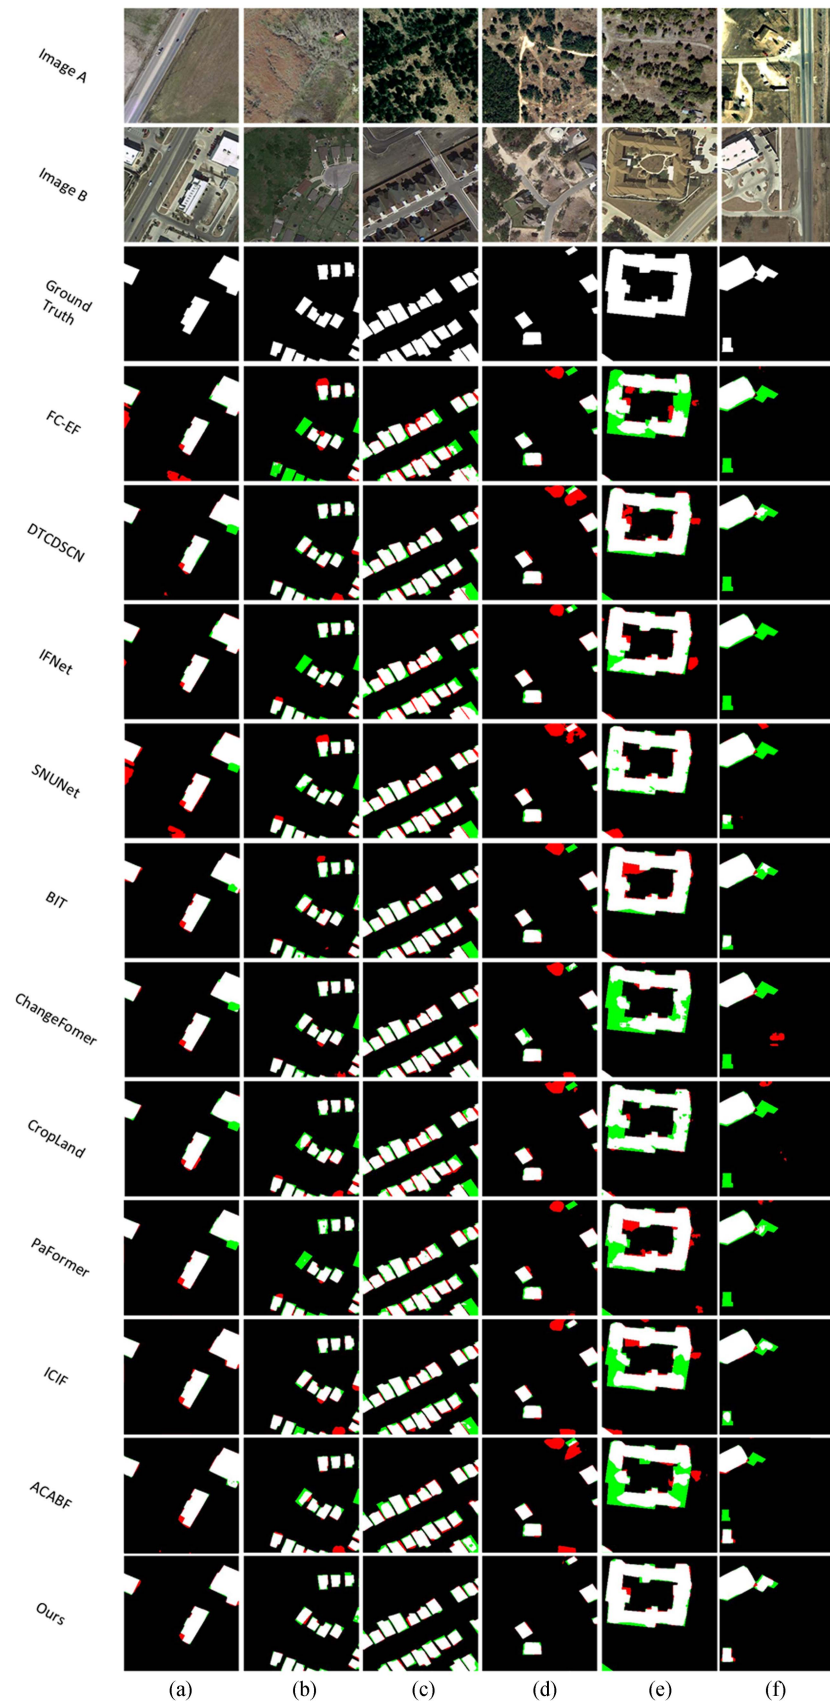 Image A
Image B
Ground
Truth
FC-EF
DTCDSCN
IFNet
SNUNet
BIT
ChangeFomer
CropLand
PaFormer
ICIF
ACABF
Ours
(a) (b) (c) (d) (e) (f)